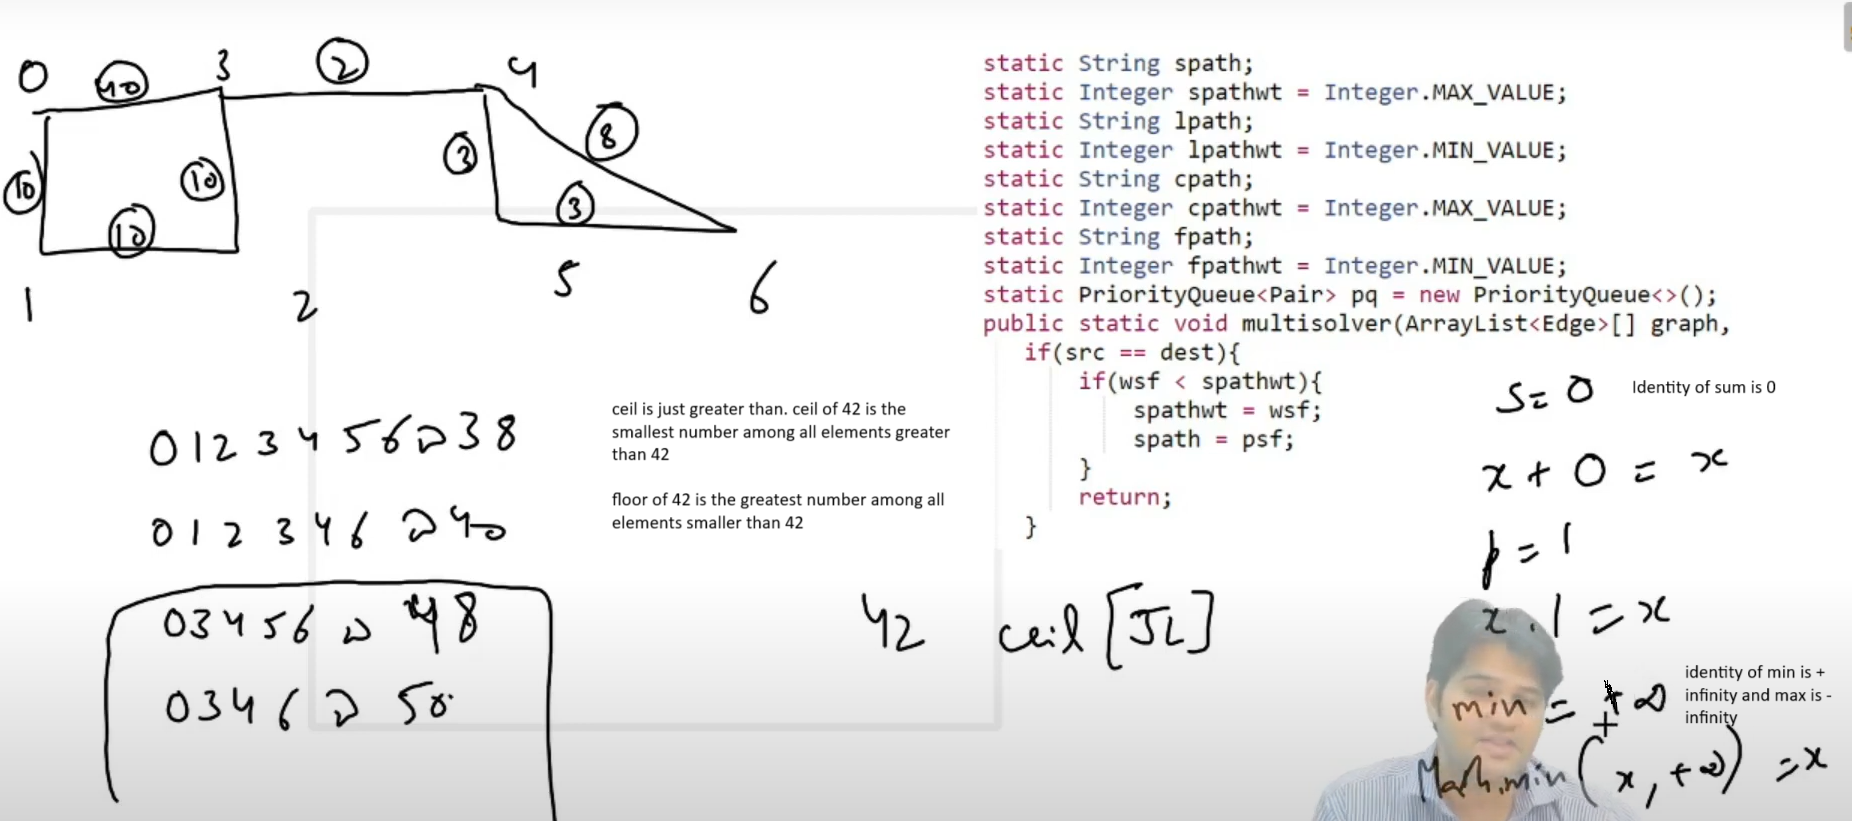 0 40 3 2 4
8
3
10 10
3
10
1 2 5 6
static String spath;
static Integer spathwt = Integer.MAX_VALUE;
static String lpath;
static Integer lpathwt = Integer.MIN_VALUE;
static String cpath;
static Integer cpathwt = Integer.MAX_VALUE;
static String fpath;
static Integer fpathwt = Integer.MIN_VALUE;
static PriorityQueue<Pair> pq = new PriorityQueue<>();
public static void multisolver(ArrayList<Edge>[] graph,
if(src == dest){
if(wsf < spathwt){
spathwt = wsf;
spath = psf;
}
return;
}
0 1 2 3 4 5 6 @ 38
0 1 2 3 4 6 @ 40
0 3 4 5 6 @ 48
0 3 4 6 @ 50
ceil is just greater than. ceil of 42 is the
smallest number among all elements greater
than 42
floor of 42 is the greatest number among all
elements smaller than 42
42 ceil [JL]
s = 0 Identity of sum is 0
x + 0 = x
p = 1
x . 1 = x
min = + ∞
identity of min is +
infinity and max is -
infinity
Math.min (x, +∞) = x